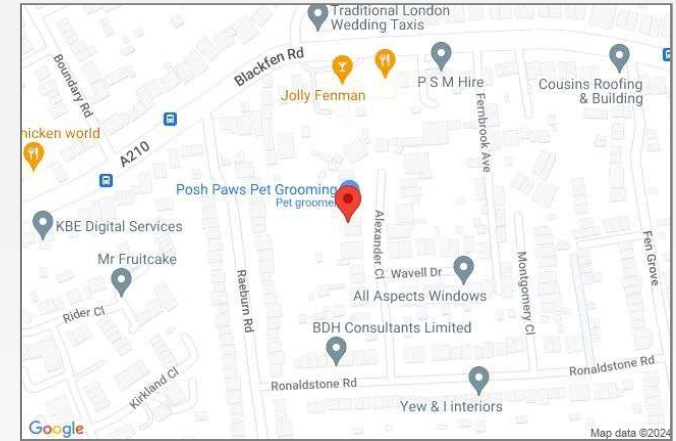 Traditional London
Wedding Taxis
Blackfen Rd
Boundary Rd
Jolly Fenman
P S M Hire
Cousins Roofing
& Building
hicken world
A210
Fernbrook Ave
Posh Paws Pet Grooming
Pet groomer
KBE Digital Services
Mr Fruitcake
Alexander Cl
Wavell Dr
All Aspects Windows
Montgomery Cl
Fen Grove
Raeburn Rd
Rider Cl
Kirkland Cl
BDH Consultants Limited
Ronaldstone Rd
Ronaldstone Rd
Yew & I interiors
Google
Map data ©2024